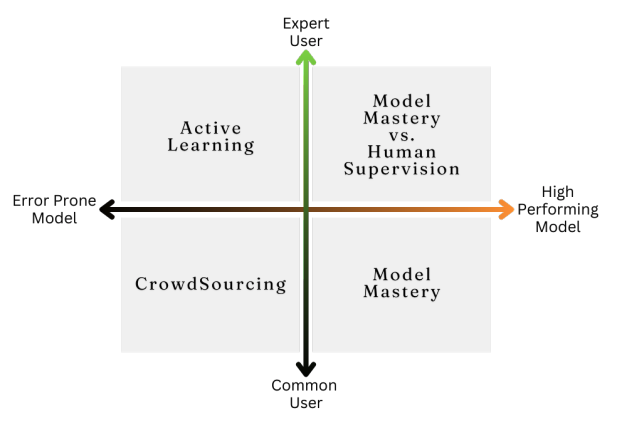 Expert
User
Active
Learning
Model
Mastery
vs.
Human
Supervision
Error Prone
Model
High
Performing
Model
CrowdSourcing
Model
Mastery
Common
User